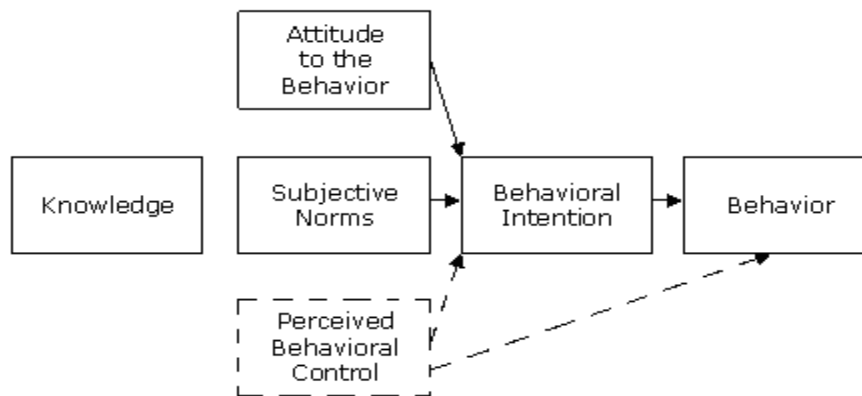 Attitude
to the
Behavior
Knowledge
Subjective
Norms
Behavioral
Intention
Behavior
Perceived
Behavioral
Control